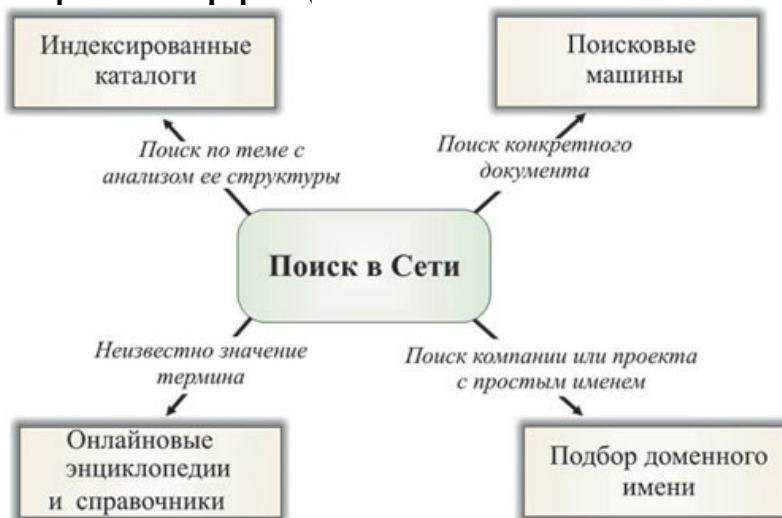 Индексированные
каталоги
Поисковые
машины
Поиск по теме с
анализом ее структуры
Поиск конкретного
документа
Поиск в Сети
Неизвестно значение
термина
Поиск компании или проекта
с простым именем
Онлайновые
энциклопедии
и справочники
Подбор доменного
имени